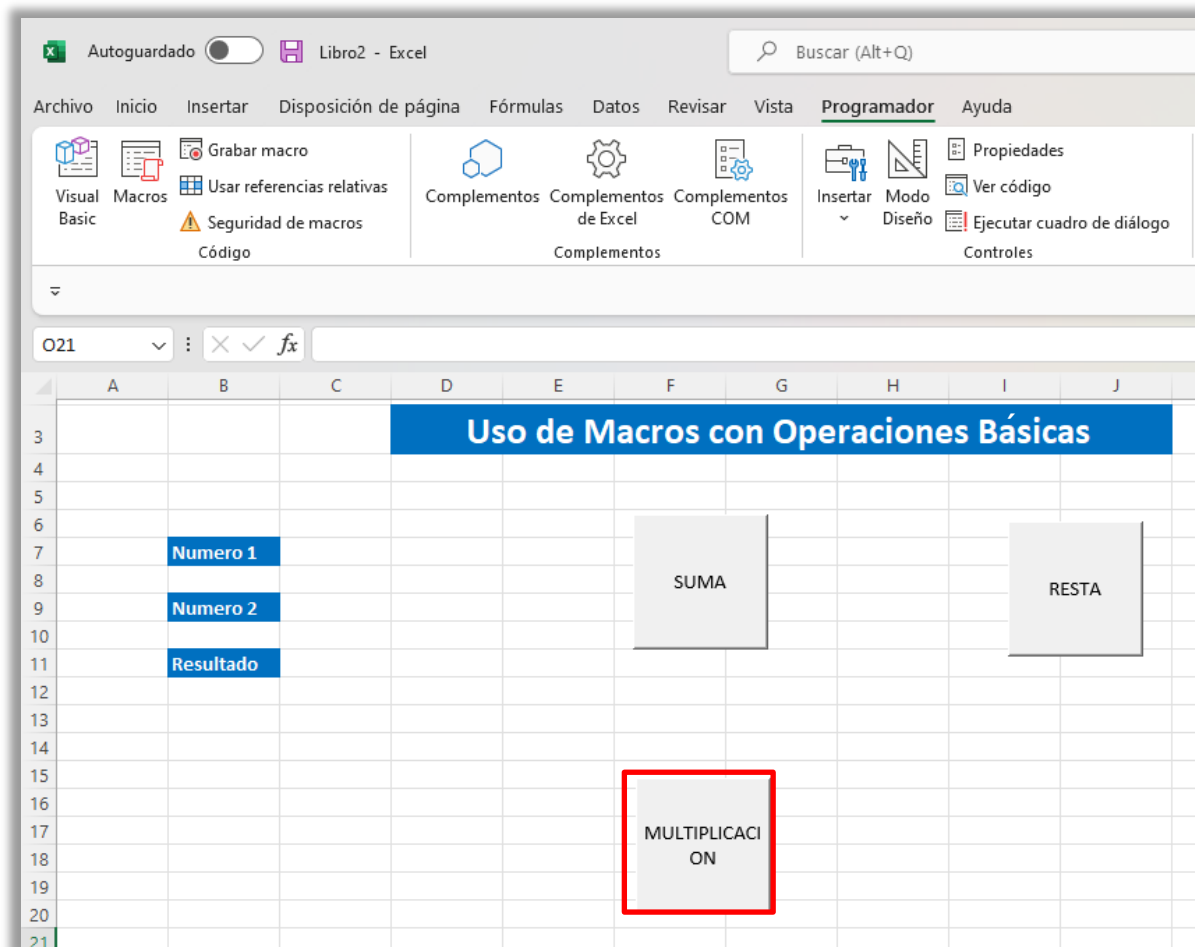 Autoguardado Libro2 - Excel Buscar (Alt+Q)
Archivo Inicio Insertar Disposición de página Fórmulas Datos Revisar Vista Programador Ayuda
Visual Basic
Macros
Grabar macro
Usar referencias relativas
Seguridad de macros
Código
Complementos
Complementos de Excel
Complementos COM
Complementos
Insertar
Modo Diseño
Propiedades
Ver código
Ejecutar cuadro de diálogo
Controles
O21 fx
A B C D E F G H I J
3 Uso de Macros con Operaciones Básicas
4
5
6
7 Numero 1
8 SUMA RESTA
9 Numero 2
10
11 Resultado
12
13
14
15
16
17 MULTIPLICACI
18 ON
19
20
21